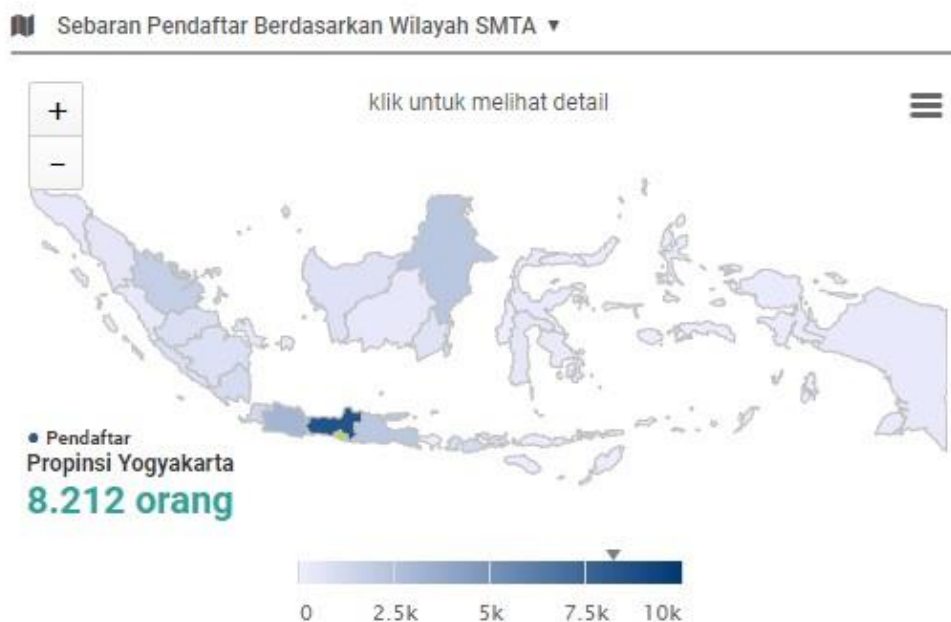 Sebaran Pendaftar Berdasarkan Wilayah SMTA ▼
+
klik untuk melihat detail
−
● Pendaftar
Propinsi Yogyakarta
8.212 orang
0 2.5k 5k 7.5k 10k